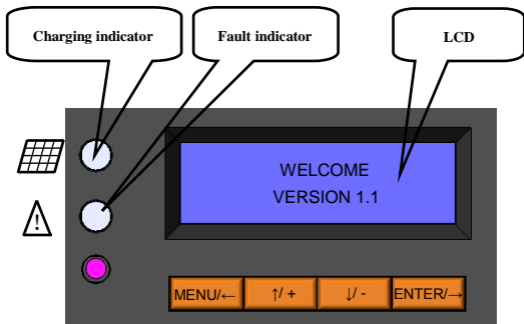 Charging indicator
Fault indicator
LCD
WELCOME
VERSION 1.1
MENU/←
↑/ +
↓/ -
ENTER/→